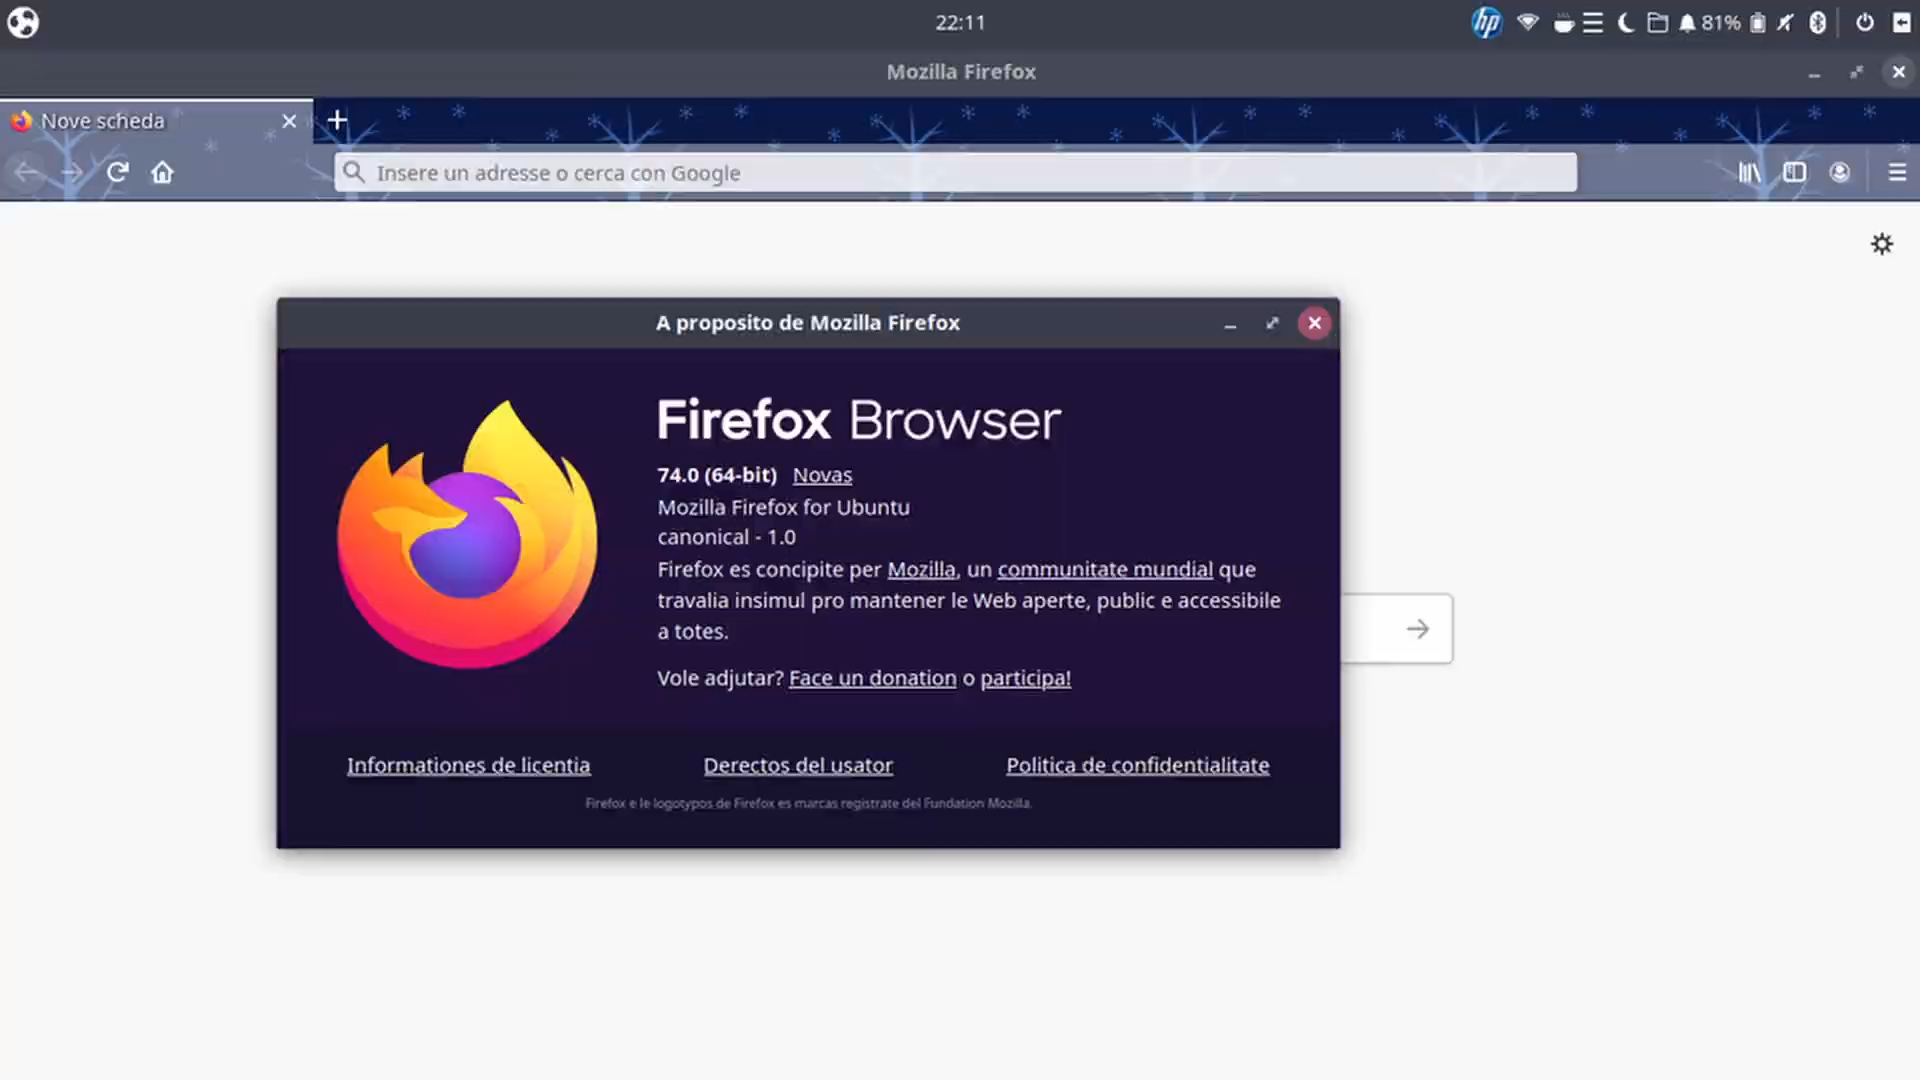 22:11
hp
81%
Mozilla Firefox
Nove scheda
Insere un adresse o cerca con Google
A proposito de Mozilla Firefox
Firefox Browser
74.0 (64-bit) Novas
Mozilla Firefox for Ubuntu
canonical - 1.0
Firefox es concipite per Mozilla, un communitate mundial que
travalia insimul pro mantener le Web aperte, public e accessibile
a totes.
Vole adjutar? Face un donation o participa!
Informationes de licentia
Derectos del usator
Politica de confidentialitate
Firefox e le logotypos de Firefox es marcas registrate del Fundation Mozilla.